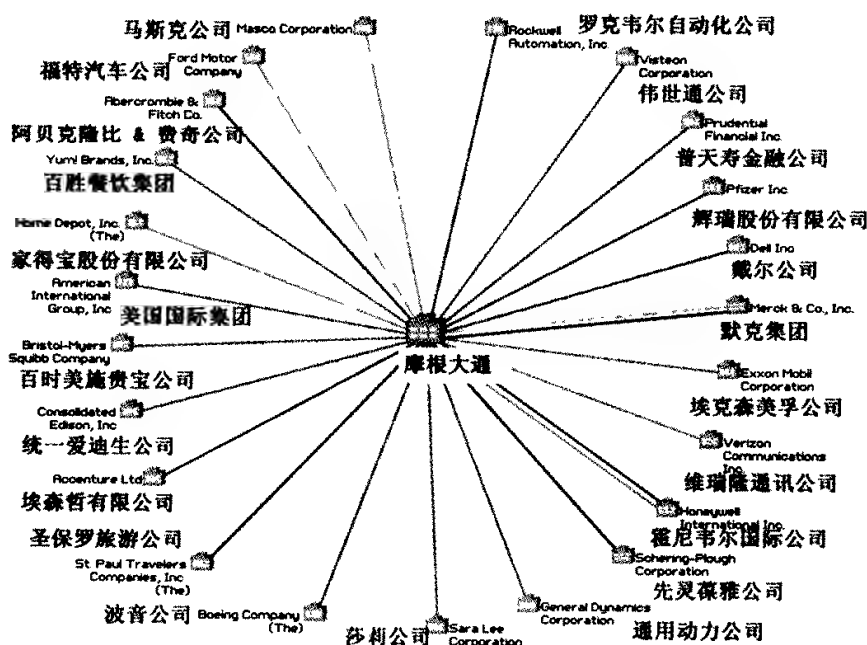 马斯克公司 Masco Corporation
Rockwell
Automation, Inc.
罗克韦尔自动化公司
Ford Motor
Company
福特汽车公司
Visteon
Corporation
伟世通公司
Abercrombie &
Fitch Co.
阿贝克隆比 & 费奇公司
Prudential
Financial Inc.
普天寿金融公司
Yum! Brands, Inc.
百胜餐饮集团
Pfizer Inc
辉瑞股份有限公司
Home Depot, Inc.
(The)
家得宝股份有限公司
Dell Inc
戴尔公司
American
International
Group, Inc
美国国际集团
Merck & Co., Inc.
默克集团
摩根大通
Bristol-Myers
Squibb Company
百时美施贵宝公司
Exxon Mobil
Corporation
埃克森美孚公司
Consolidated
Edison, Inc
统一爱迪生公司
Verizon
Communications
Inc.
维瑞隆通讯公司
Accenture Ltd
埃森哲有限公司
Honeywell
International Inc.
霍尼韦尔国际公司
圣保罗旅游公司
St Paul Travelers
Companies, Inc
(The)
Schering-Plough
Corporation
先灵葆雅公司
波音公司 Boeing Company
(The)
莎莉公司 Sara Lee
Corporation
General Dynamics
Corporation
通用动力公司